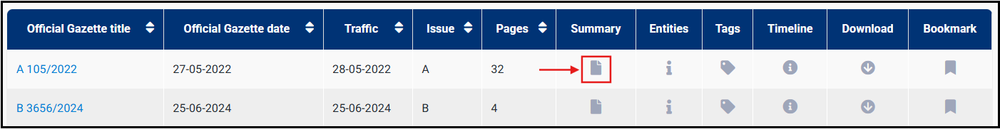 Official Gazette title Official Gazette date Traffic Issue Pages Summary Entities Tags Timeline Download Bookmark
A 105/2022 27-05-2022 28-05-2022 A 32
B 3656/2024 25-06-2024 25-06-2024 B 4